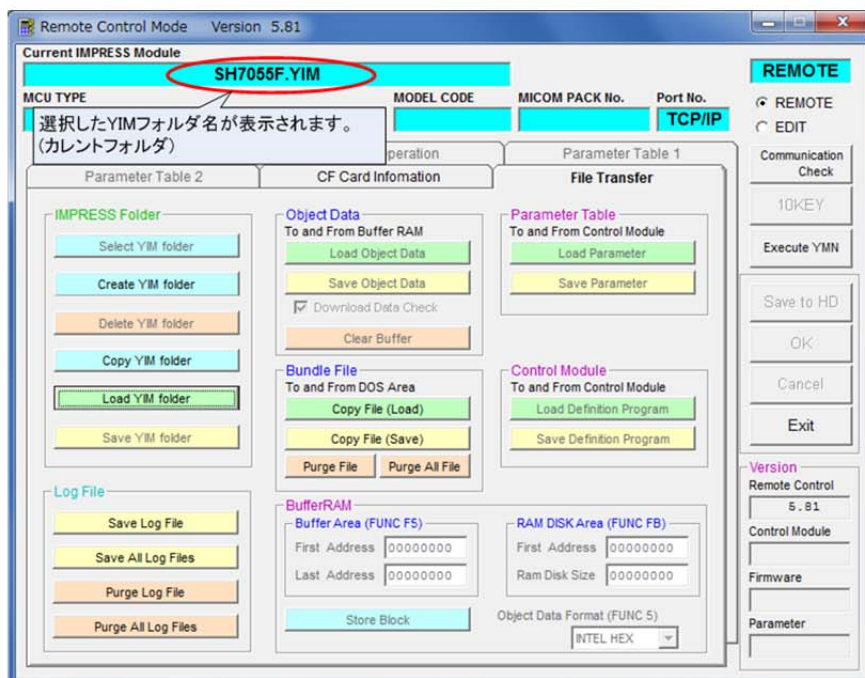 Remote Control Mode Version 5.81
Current IMPRESS Module
SH7055F.YIM
REMOTE
MCU TYPE
MODEL CODE
MICOM PACK No.
Port No.
TCP/IP
選択したYIMフォルダ名が表示されます。
(カレントフォルダ)
REMOTE
EDIT
Parameter Table 1
Parameter Table 2
CF Card Infomation
File Transfer
Communication Check
10KEY
Execute YMN
Save to HD
OK
Cancel
Exit
IMPRESS Folder
Select YIM folder
Create YIM folder
Delete YIM folder
Copy YIM folder
Load YIM folder
Save YIM folder
Object Data
To and From Buffer RAM
Load Object Data
Save Object Data
Download Data Check
Clear Buffer
Parameter Table
To and From Control Module
Load Parameter
Save Parameter
Bundle File
To and From DOS Area
Copy File (Load)
Copy File (Save)
Purge File
Purge All File
Control Module
To and From Control Module
Load Definition Program
Save Definition Program
Log File
Save Log File
Save All Log Files
Purge Log File
Purge All Log Files
BufferRAM
Buffer Area (FUNC F5)
First Address 00000000
Last Address 00000000
RAM DISK Area (FUNC FB)
First Address 00000000
Ram Disk Size 00000000
Store Block
Object Data Format (FUNC 5)
INTEL HEX
Version
Remote Control
5.81
Control Module
Firmware
Parameter